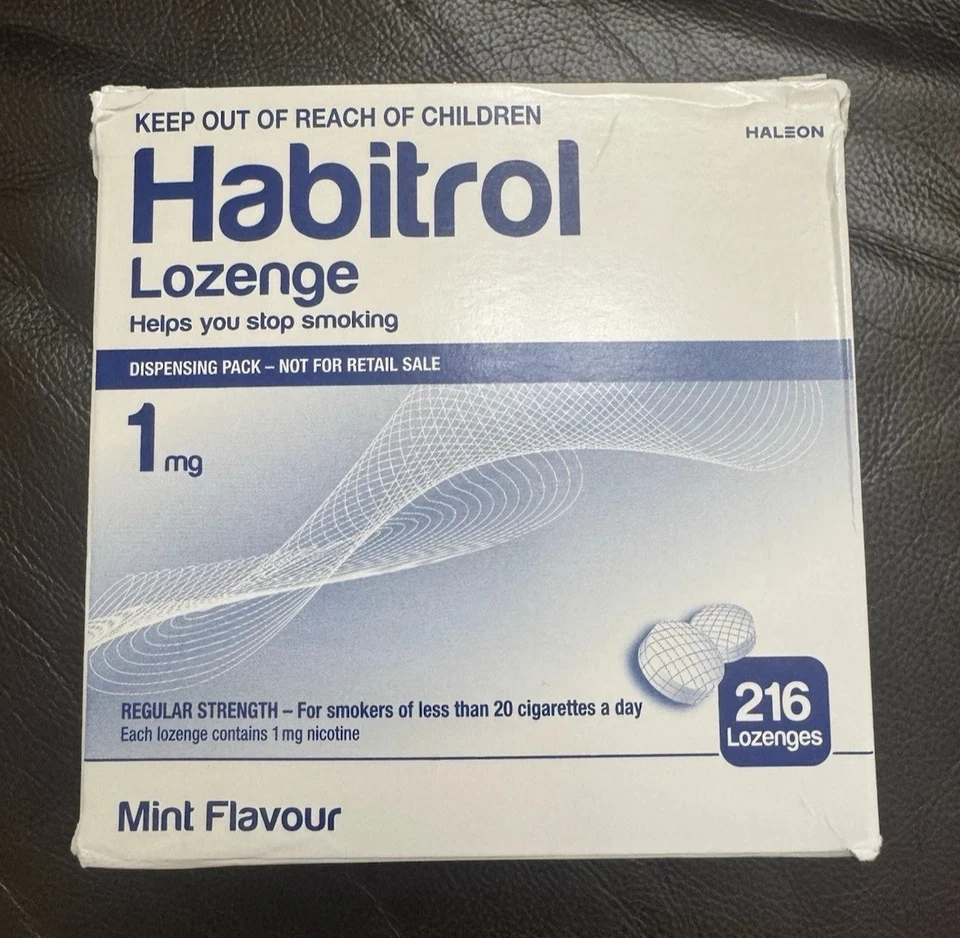 KEEP OUT OF REACH OF CHILDREN
HALEON
Habitrol
Lozenge
Helps you stop smoking
DISPENSING PACK – NOT FOR RETAIL SALE
1 mg
REGULAR STRENGTH – For smokers of less than 20 cigarettes a day
Each lozenge contains 1 mg nicotine
216
Lozenges
Mint Flavour